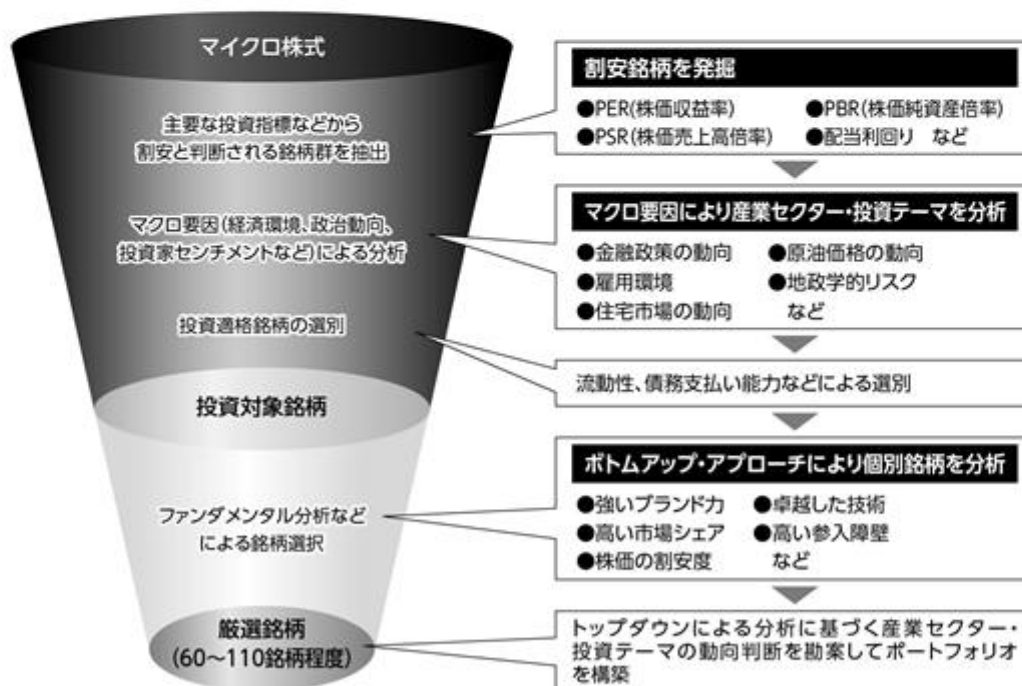 マイクロ株式
主要な投資指標などから
割安と判断される銘柄群を抽出
マクロ要因(経済環境、政治動向、
投資家センチメントなど)による分析
投資適格銘柄の選別
投資対象銘柄
ファンダメンタル分析など
による銘柄選択
厳選銘柄
(60～110銘柄程度)
割安銘柄を発掘
●PER(株価収益率) ●PBR(株価純資産倍率)
●PSR(株価売上高倍率) ●配当利回り など
マクロ要因により産業セクター・投資テーマを分析
●金融政策の動向 ●原油価格の動向
●雇用環境 ●地政学的リスク
●住宅市場の動向 など
流動性、債務支払い能力などによる選別
ボトムアップ・アプローチにより個別銘柄を分析
●強いブランド力 ●卓越した技術
●高い市場シェア ●高い参入障壁
●株価の割安度 など
トップダウンによる分析に基づく産業セクター・
投資テーマの動向判断を勘案してポートフォリオ
を構築